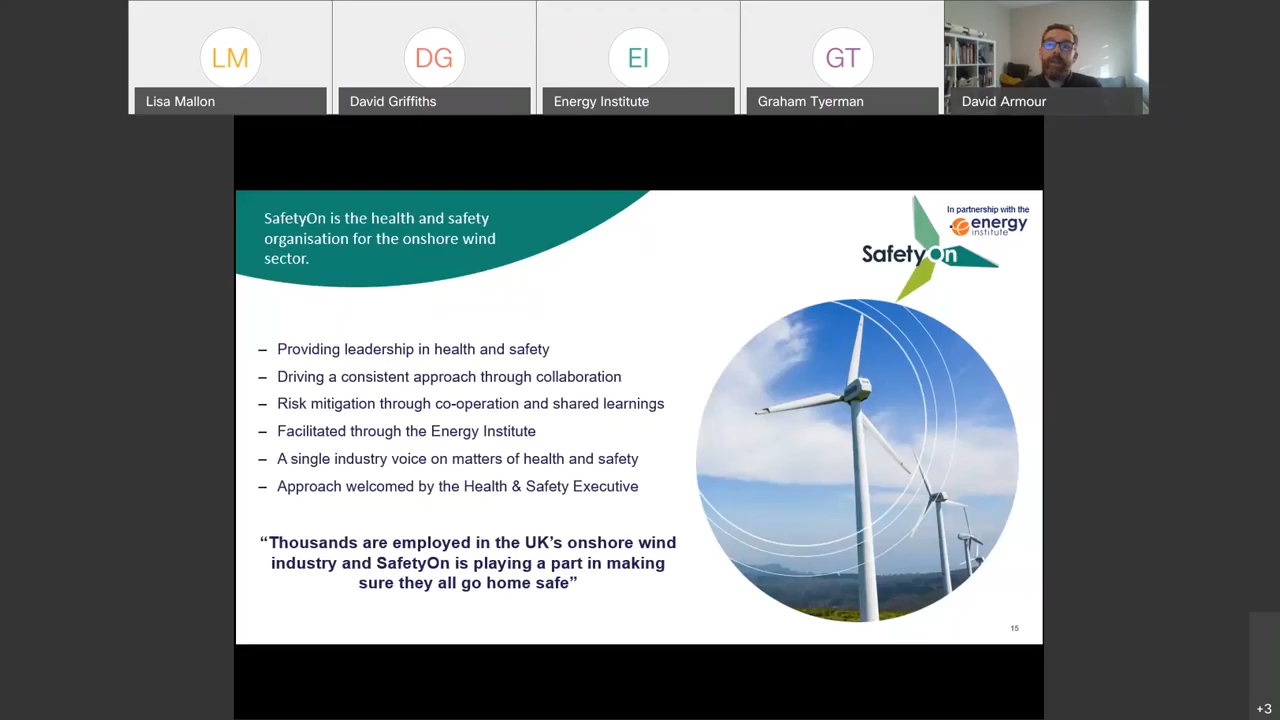 LM
DG
EI
GT
Lisa Mallon
David Griffiths
Energy Institute
Graham Tyerman
David Armour
SafetyOn is the health and safety
organisation for the onshore wind
sector.
In partnership with the
energy
institute
SafetyOn
– Providing leadership in health and safety
– Driving a consistent approach through collaboration
– Risk mitigation through co-operation and shared learnings
– Facilitated through the Energy Institute
– A single industry voice on matters of health and safety
– Approach welcomed by the Health & Safety Executive
“Thousands are employed in the UK’s onshore wind
industry and SafetyOn is playing a part in making
sure they all go home safe”
15
+3